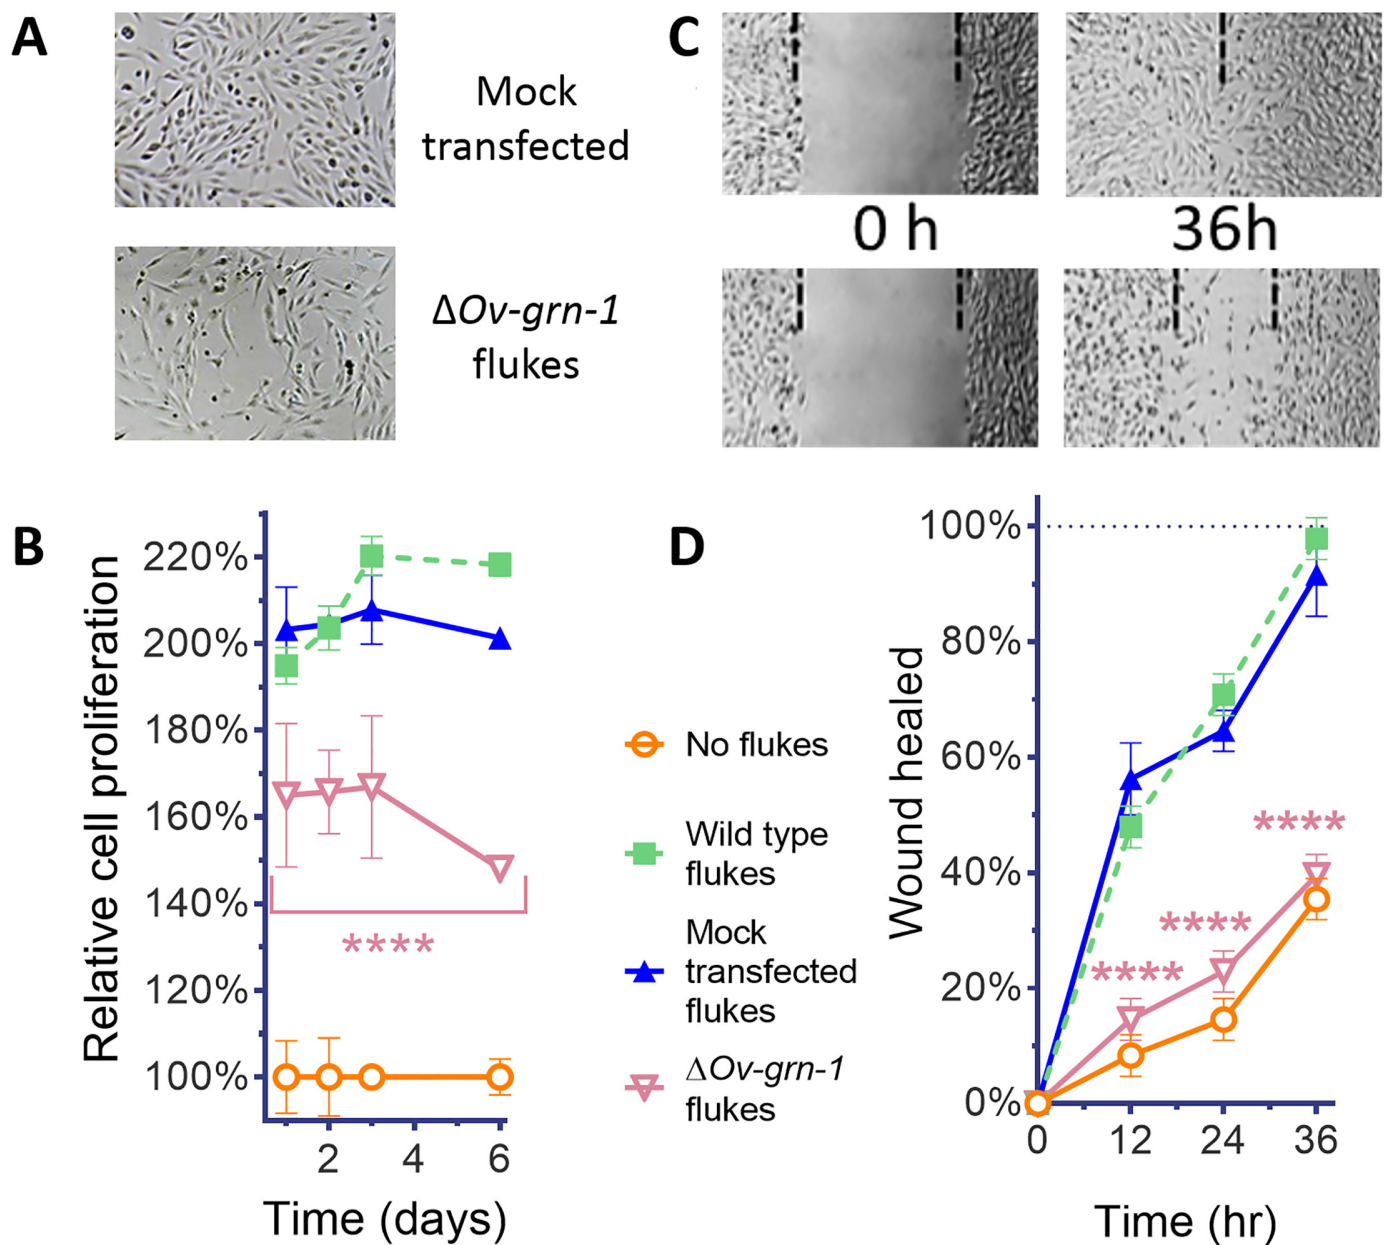 A
Mock
transfected
ΔOv-grn-1
flukes
C
0 h
36h
B
Relative cell proliferation
220%
200%
180%
160%
140%
120%
100%
****
2
4
6
Time (days)
No flukes
Wild type
flukes
Mock
transfected
flukes
ΔOv-grn-1
flukes
D
Wound healed
100%
80%
60%
40%
20%
0%
****
****
****
0
12
24
36
Time (hr)